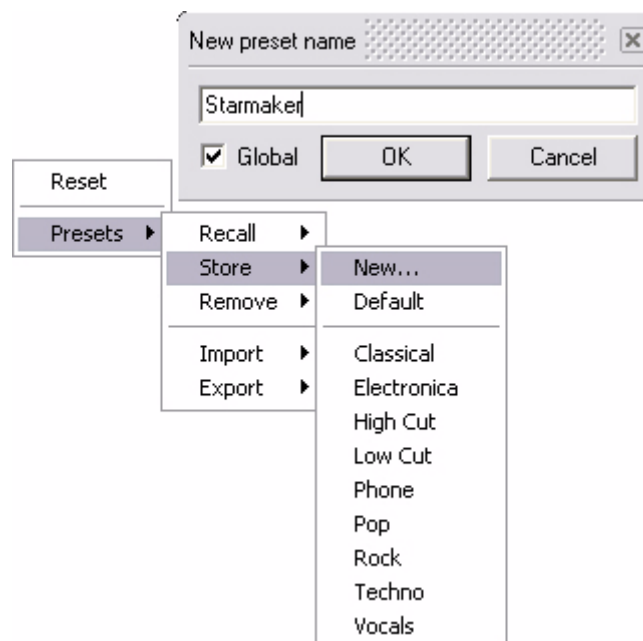 New preset name
Starmaker
Global
OK
Cancel
Reset
Presets
Recall
Store
Remove
Import
Export
New...
Default
Classical
Electronica
High Cut
Low Cut
Phone
Pop
Rock
Techno
Vocals